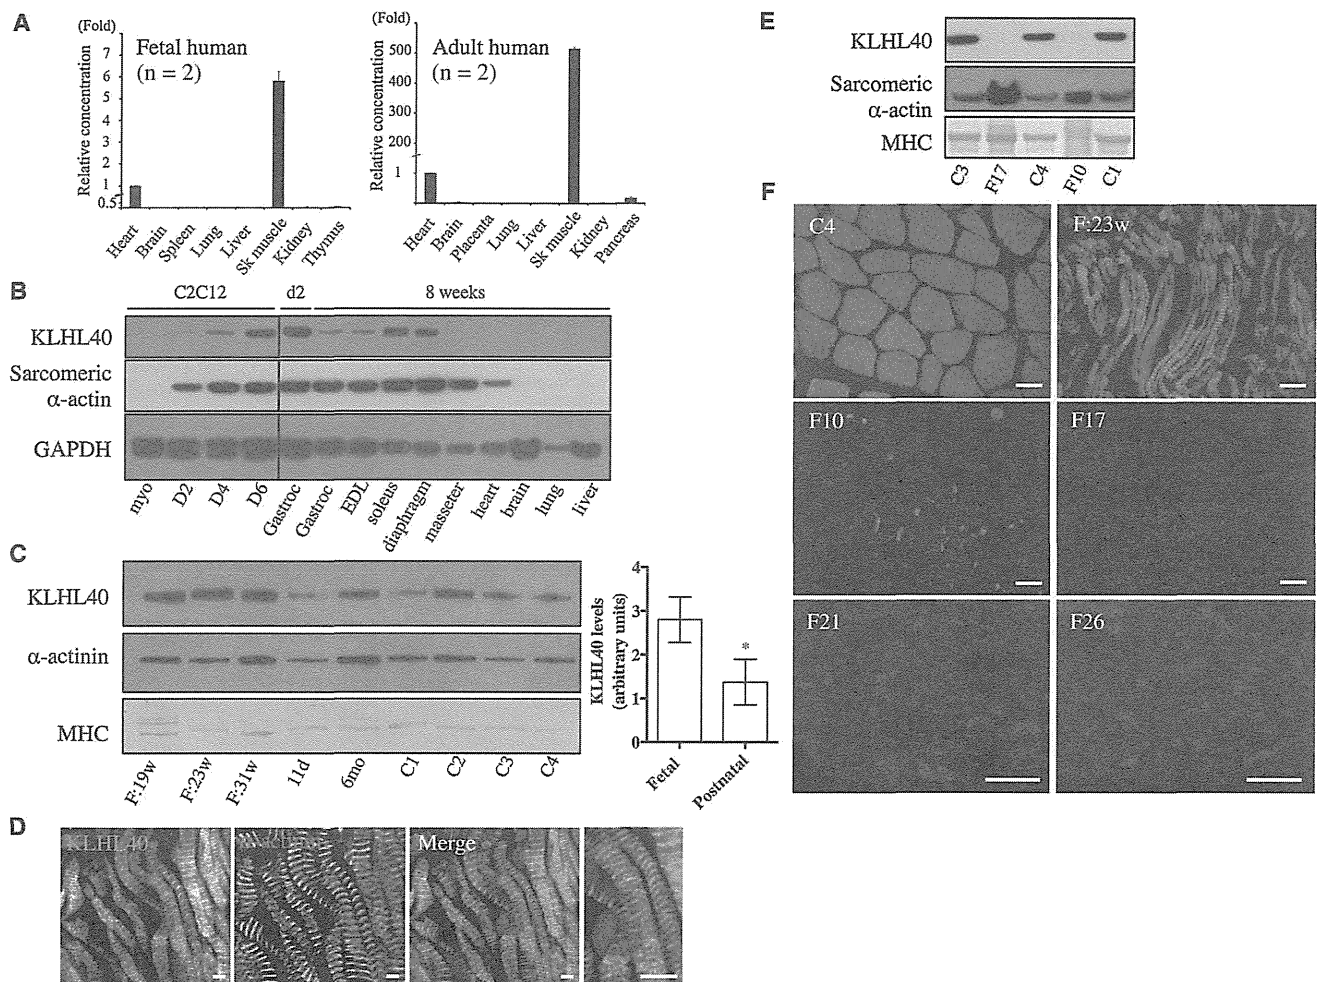 A
(Fold)
Relative concentration
7
6
5
4
3
2
1
0.5
Fetal human
(n = 2)
Heart
Brain
Spleen
Lung
Liver
Sk muscle
Kidney
Thymus
(Fold)
Relative concentration
500
400
300
200
1
Adult human
(n = 2)
Heart
Brain
Placenta
Lung
Liver
Sk muscle
Kidney
Pancreas
B
C2C12 d2 8 weeks
KLHL40
Sarcomeric
α-actin
GAPDH
myo
D2
D4
D6
Gastroc
Gastroc
EDL
soleus
diaphragm
masseter
heart
brain
lung
liver
C
KLHL40
α-actinin
MHC
F:19w
F:23w
F:31w
11d
6mo
C1
C2
C3
C4
KLHL40 levels
(arbitrary units)
4
3
2
1
0
*
Fetal
Postnatal
D
KLHL40
Merge
E
KLHL40
Sarcomeric
α-actin
MHC
C3
F17
C4
F10
C1
F
C4
F:23w
F10
F17
F21
F26